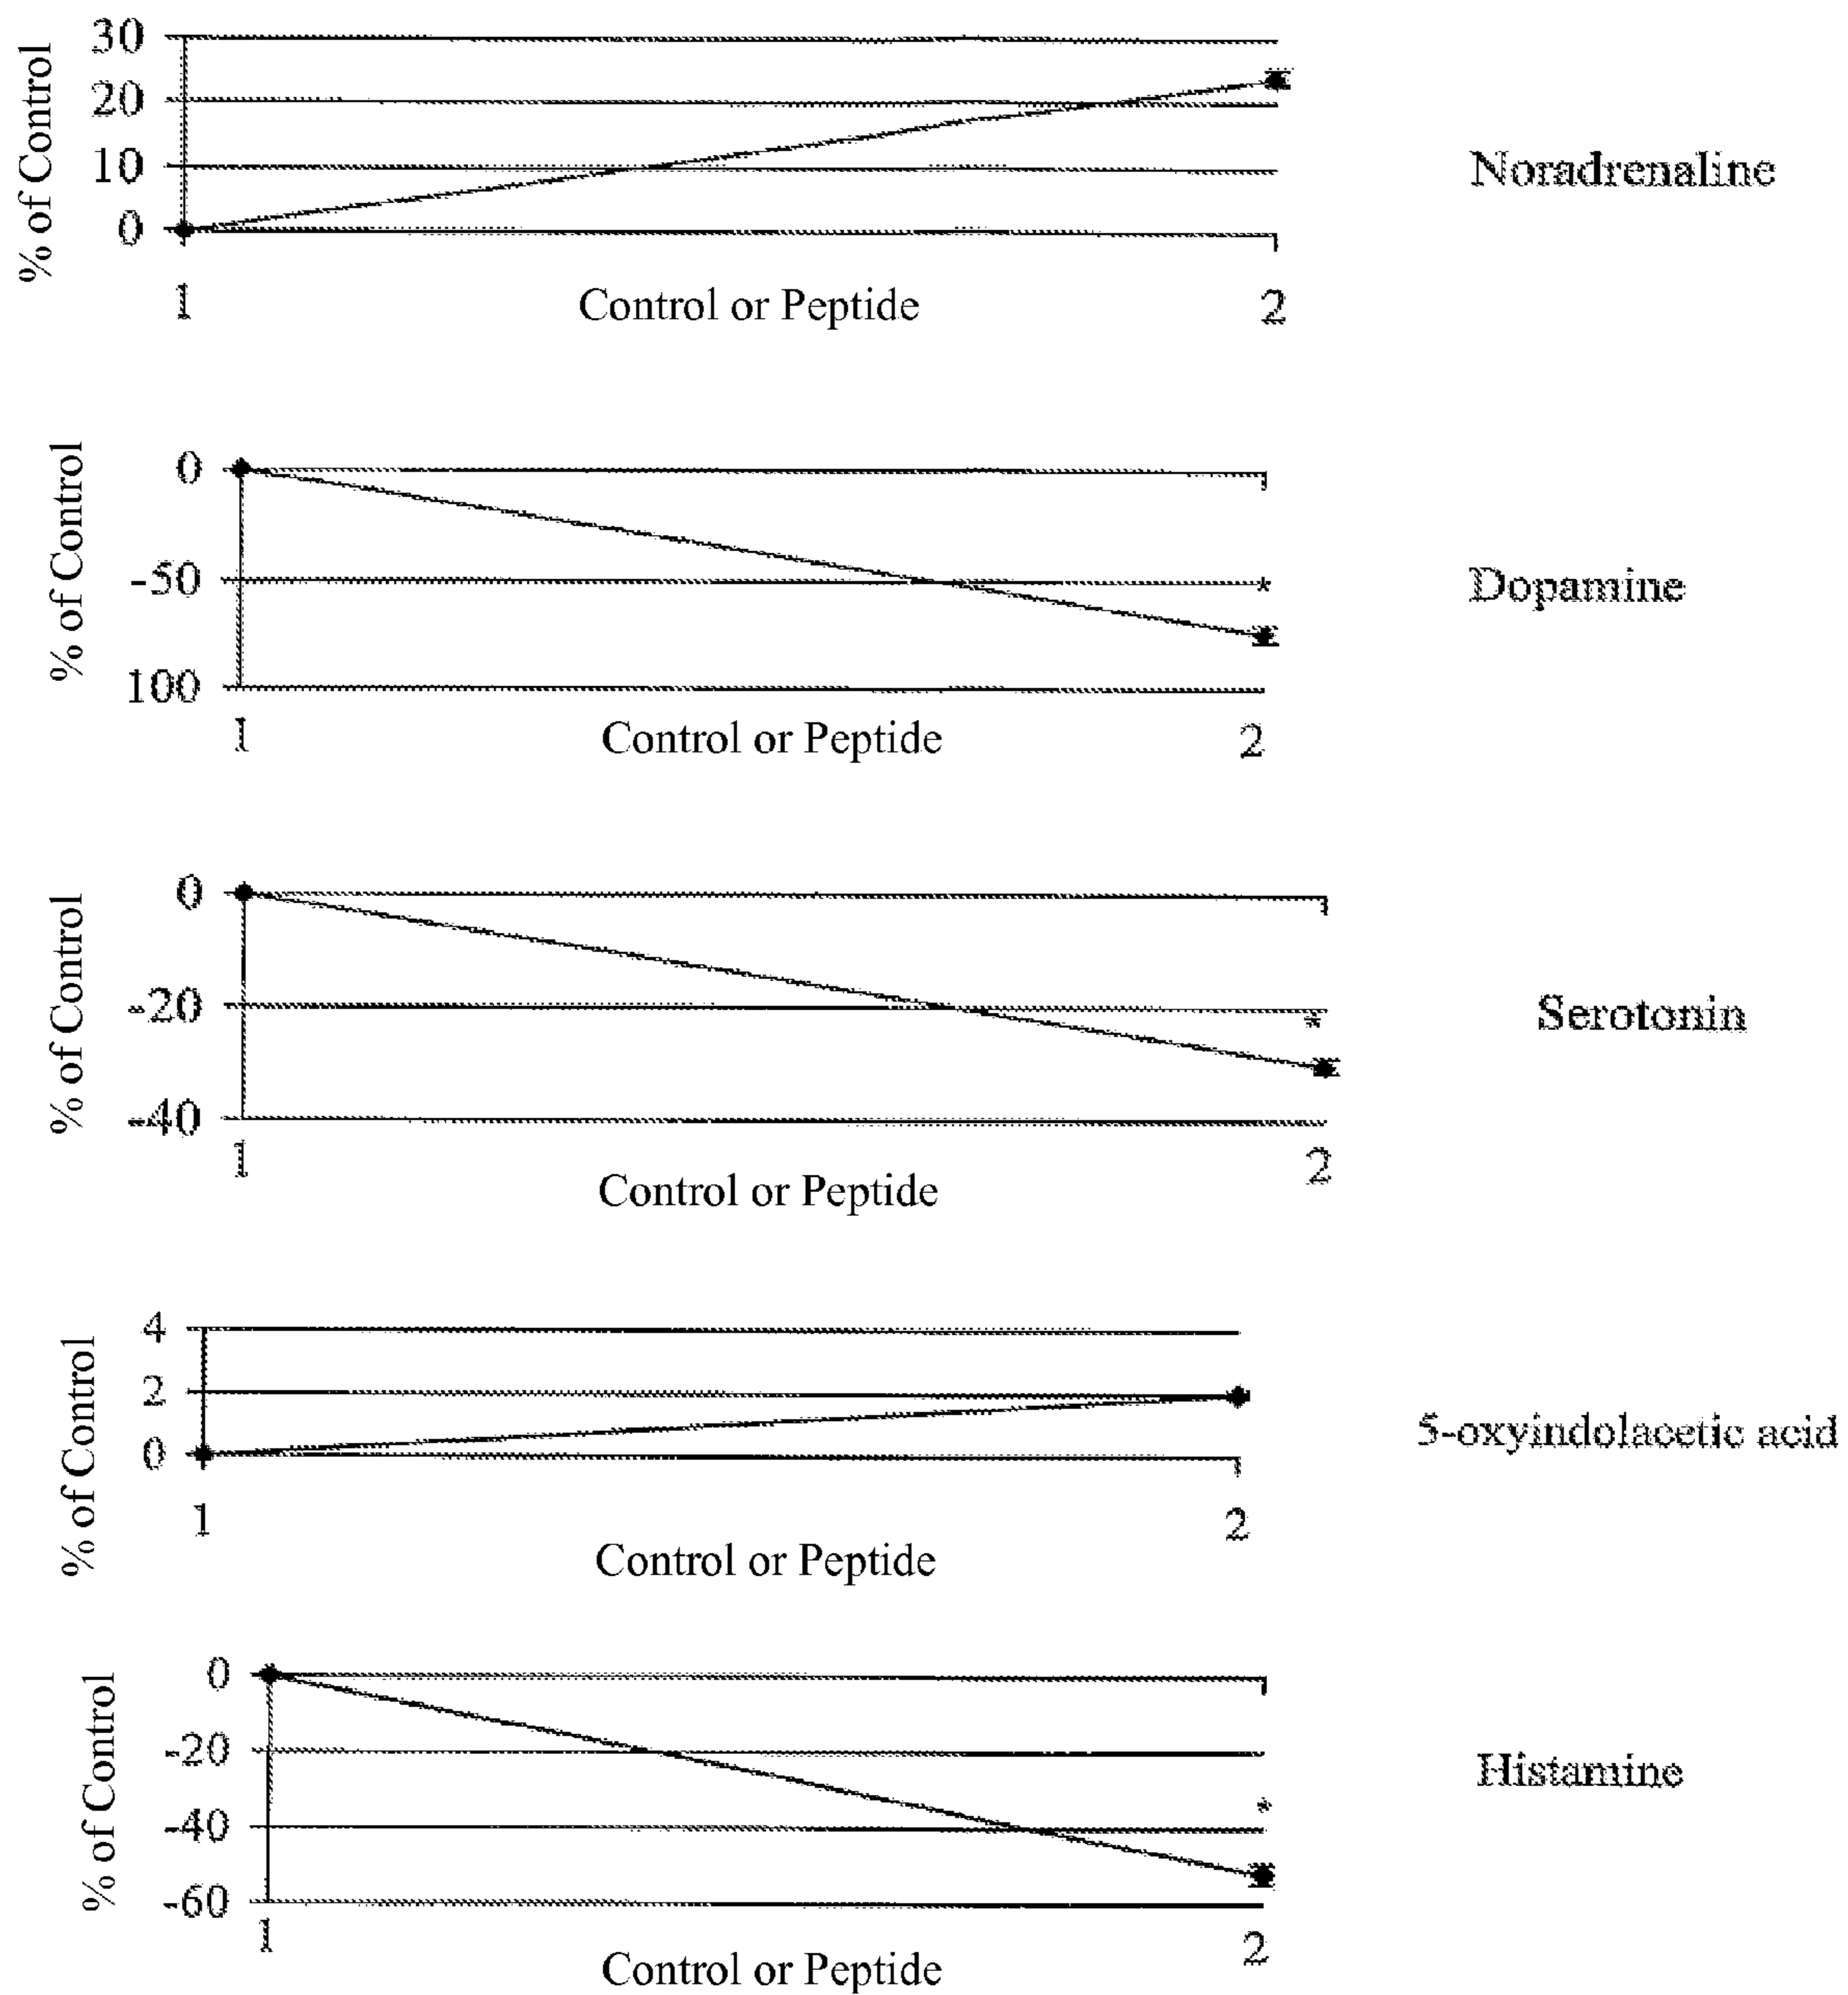 % of Control
30
20
10
0
1
Control or Peptide
2
Noradrenaline
% of Control
0
-50
100
1
Control or Peptide
2
*
Dopamine
% of Control
0
-20
-40
1
Control or Peptide
2
*
Serotonin
% of Control
4
2
0
1
Control or Peptide
2
5-oxyindolacetic acid
% of Control
0
-20
-40
-60
1
Control or Peptide
2
*
Histamine